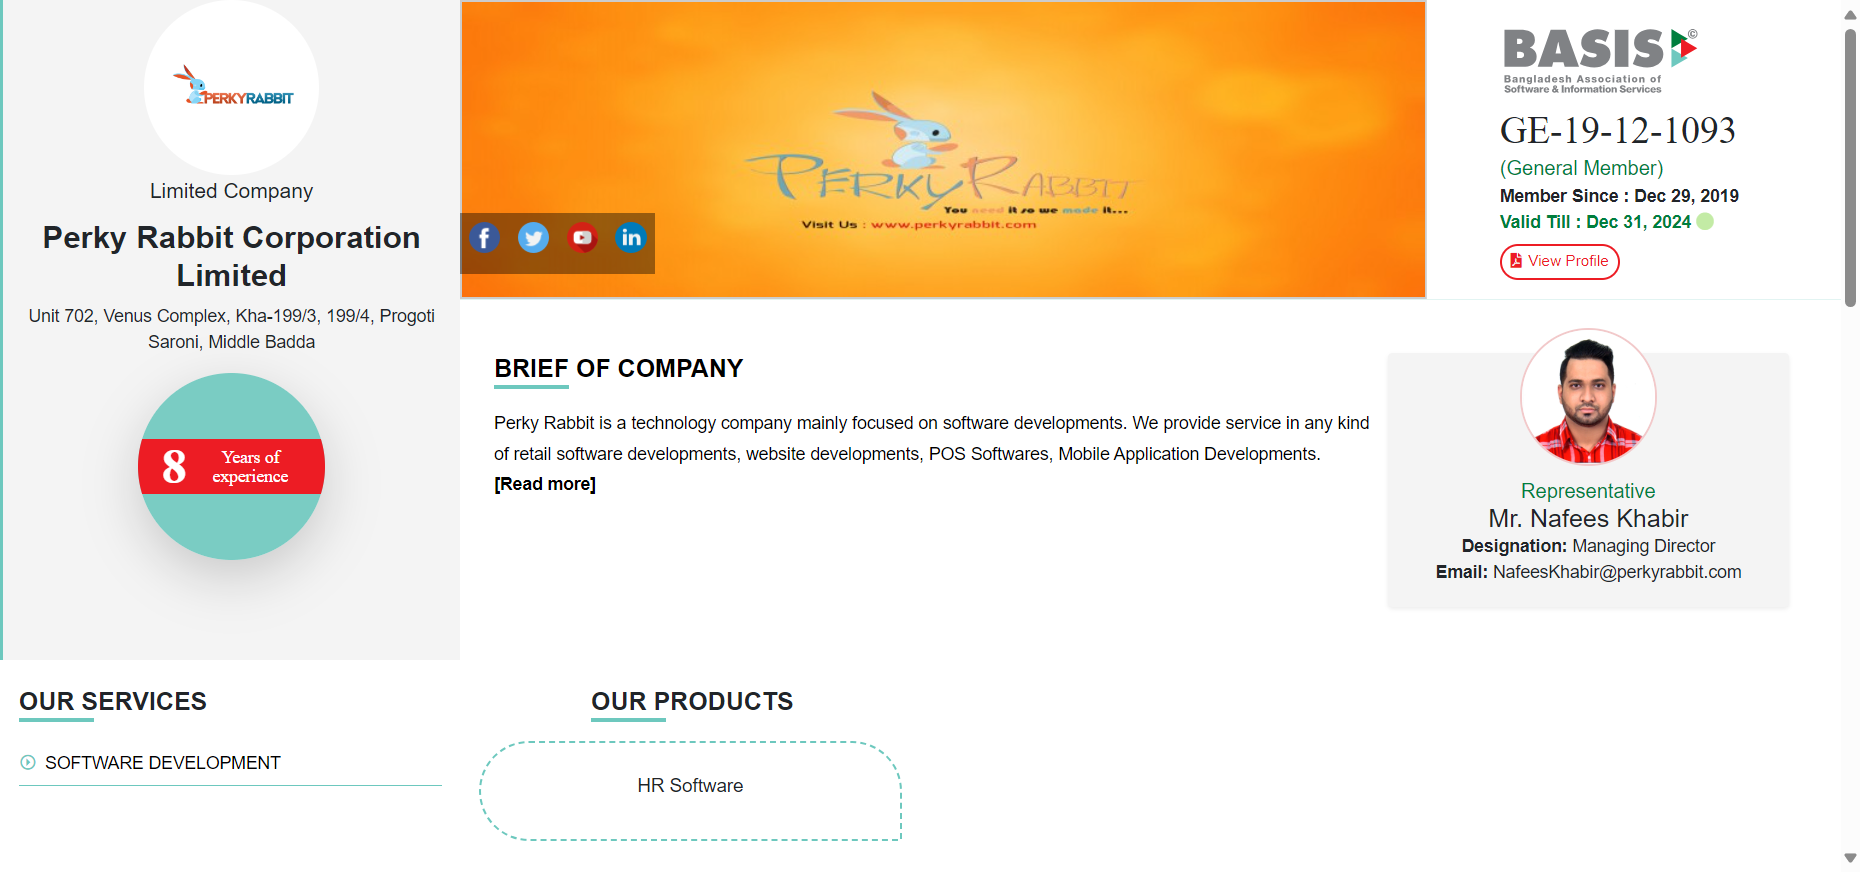 PERKYRABBIT
Limited Company
Perky Rabbit Corporation
Limited
Unit 702, Venus Complex, Kha-199/3, 199/4, Progoti
Saroni, Middle Badda
8 Years of
experience
PERKY RABBIT
You need it so we made it...
Visit Us : www.perkyrabbit.com
BASIS ©
Bangladesh Association of
Software & Information Services
GE-19-12-1093
(General Member)
Member Since : Dec 29, 2019
Valid Till : Dec 31, 2024
View Profile
BRIEF OF COMPANY
Perky Rabbit is a technology company mainly focused on software developments. We provide service in any kind
of retail software developments, website developments, POS Softwares, Mobile Application Developments.
[Read more]
Representative
Mr. Nafees Khabir
Designation: Managing Director
Email: NafeesKhabir@perkyrabbit.com
OUR SERVICES
SOFTWARE DEVELOPMENT
OUR PRODUCTS
HR Software